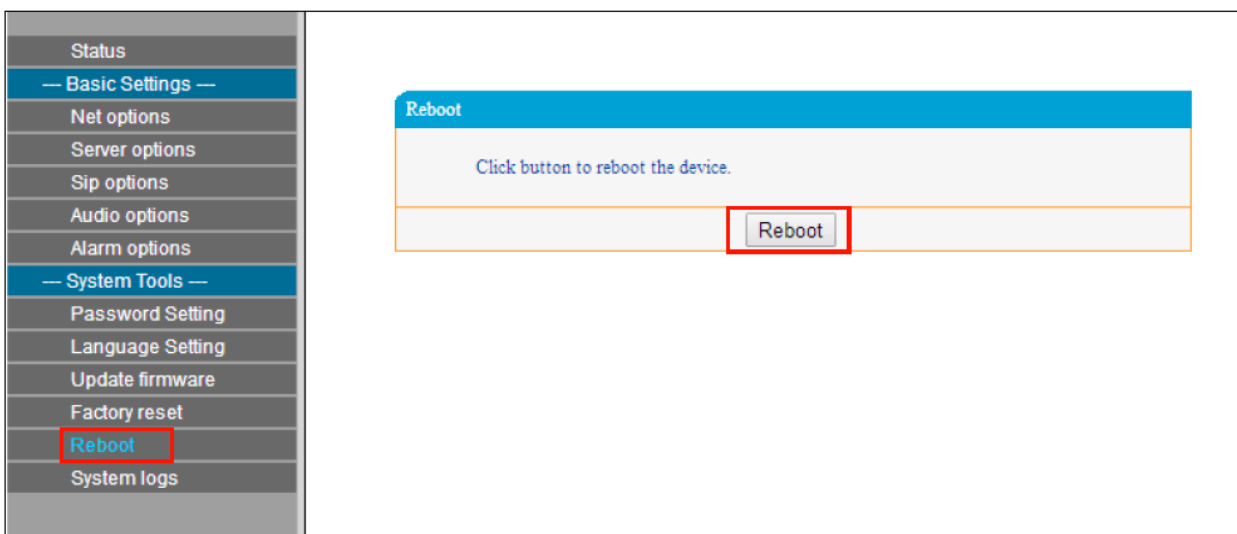 Status
--- Basic Settings ---
Net options
Server options
Sip options
Audio options
Alarm options
--- System Tools ---
Password Setting
Language Setting
Update firmware
Factory reset
Reboot
System logs
Reboot
Click button to reboot the device.
Reboot